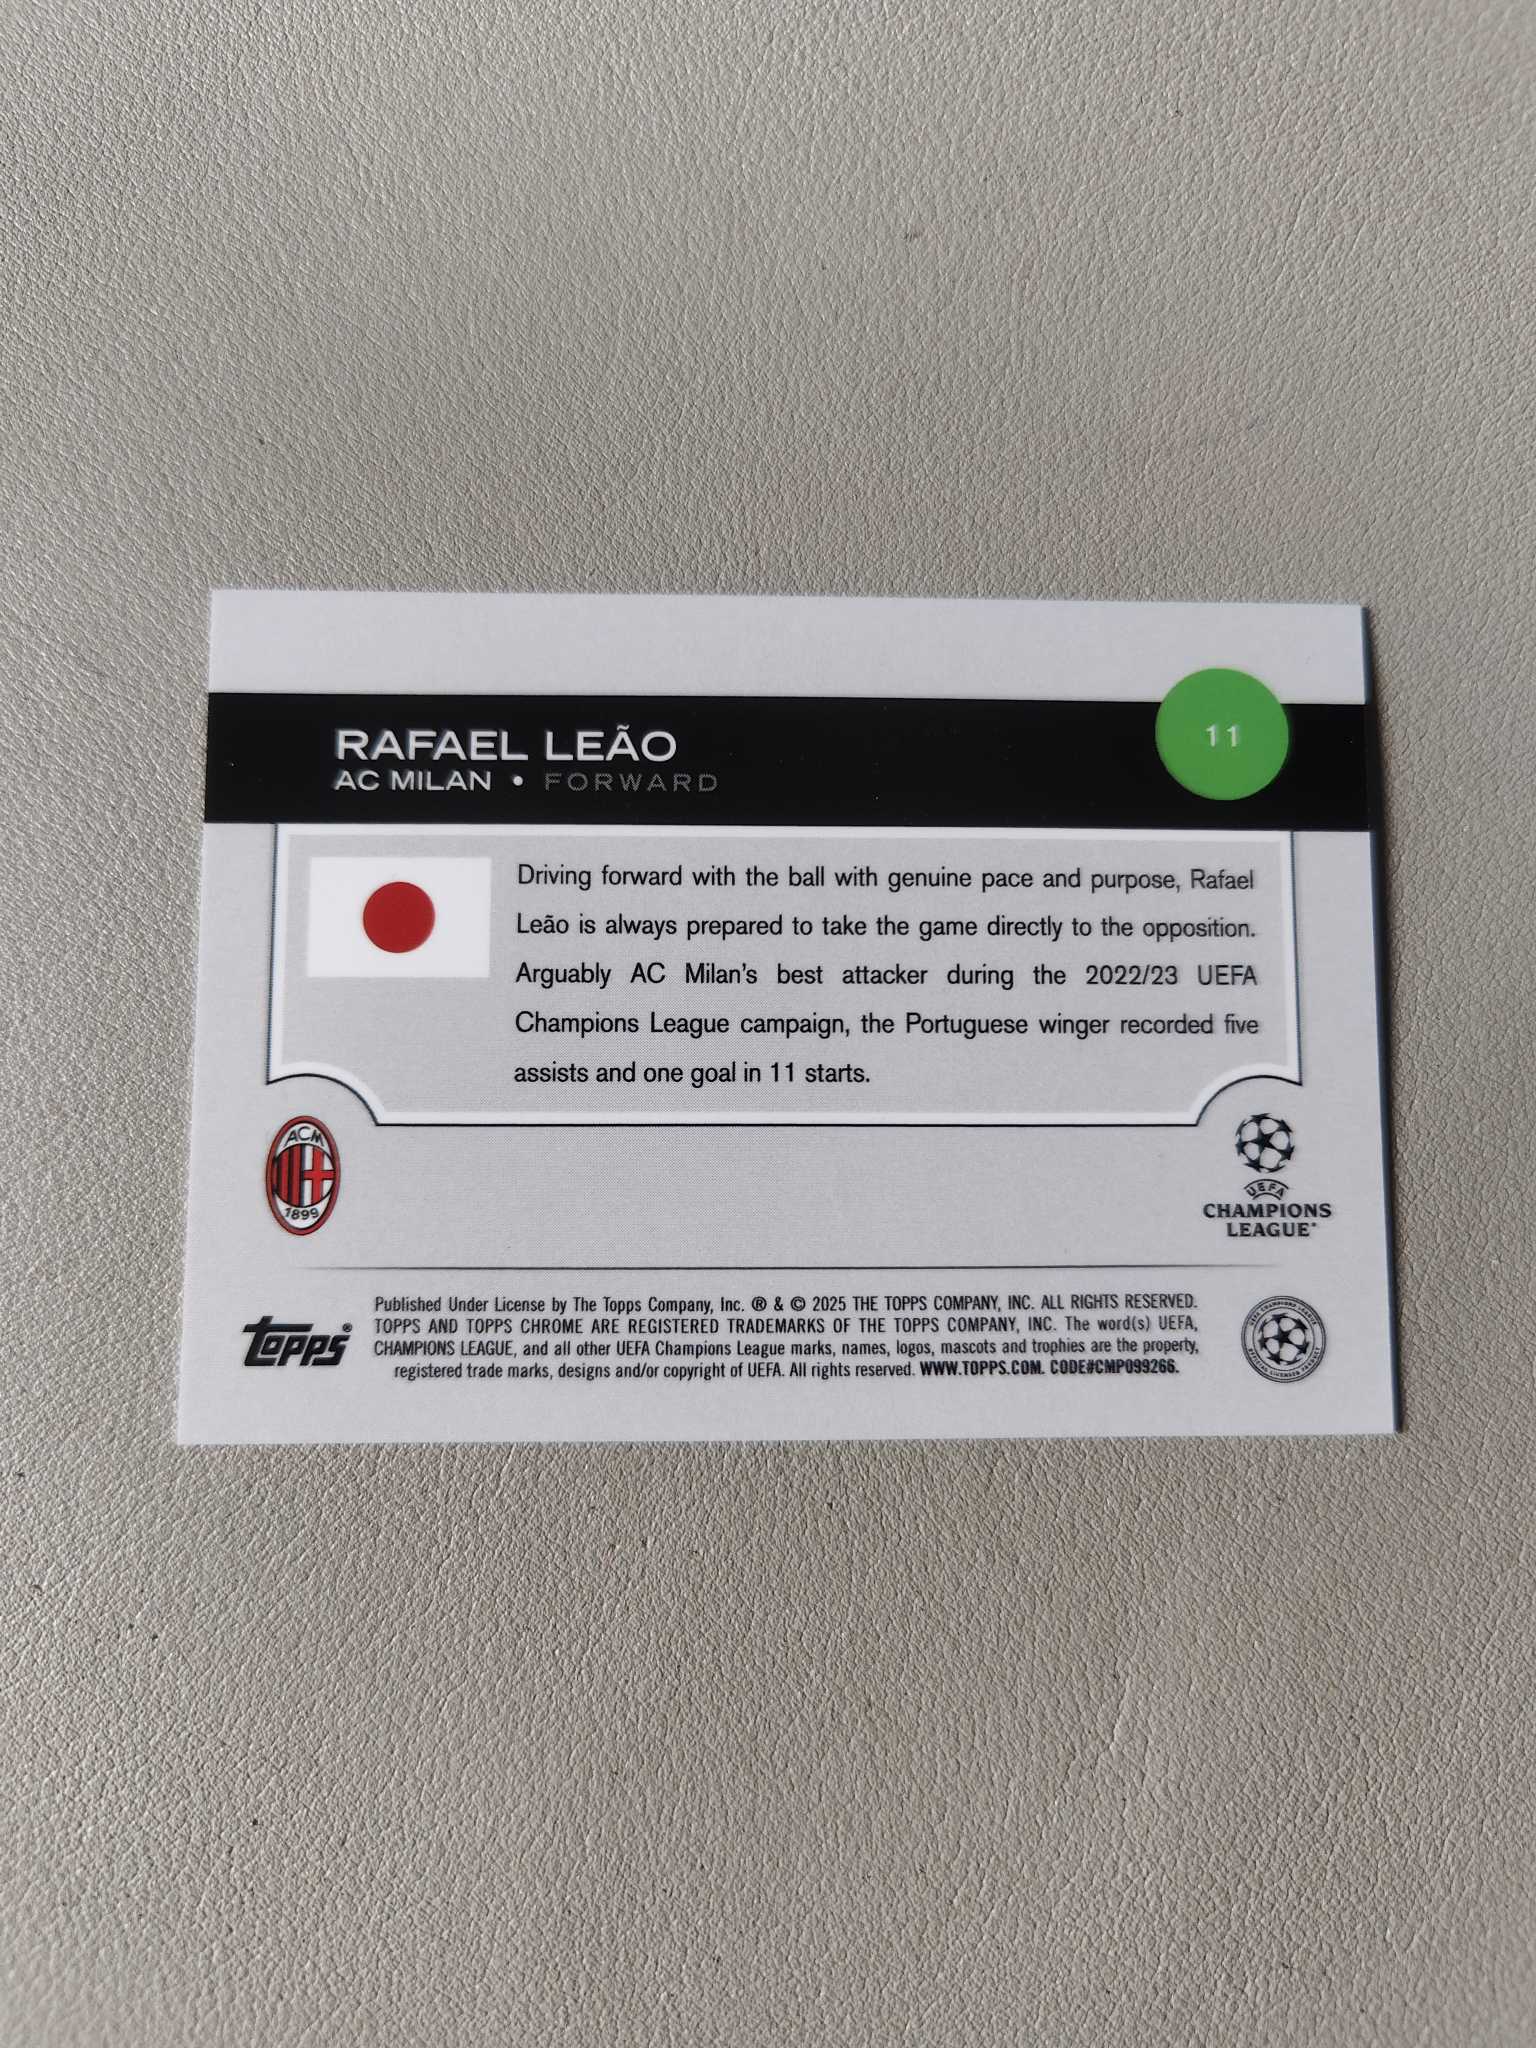 RAFAEL LEÃO
AC MILAN • FORWARD
11
Driving forward with the ball with genuine pace and purpose, Rafael
Leão is always prepared to take the game directly to the opposition.
Arguably AC Milan's best attacker during the 2022/23 UEFA
Champions League campaign, the Portuguese winger recorded five
assists and one goal in 11 starts.
ACM
1899
UEFA
CHAMPIONS
LEAGUE
topps®
Published Under License by The Topps Company, Inc. ® & © 2025 THE TOPPS COMPANY, INC. ALL RIGHTS RESERVED.
TOPPS AND TOPPS CHROME ARE REGISTERED TRADEMARKS OF THE TOPPS COMPANY, INC. The word(s) UEFA,
CHAMPIONS LEAGUE, and all other UEFA Champions League marks, names, logos, mascots and trophies are the property,
registered trade marks, designs and/or copyright of UEFA. All rights reserved. WWW.TOPPS.COM. CODE#CMP099266.
UEFA CHAMPIONS LEAGUE
OFFICIAL LICENSED PRODUCT